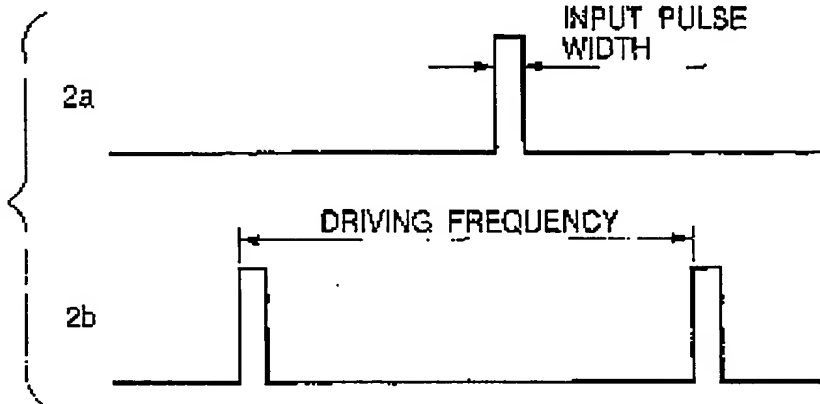 INPUT PULSE
WIDTH
2a
DRIVING FREQUENCY
2b